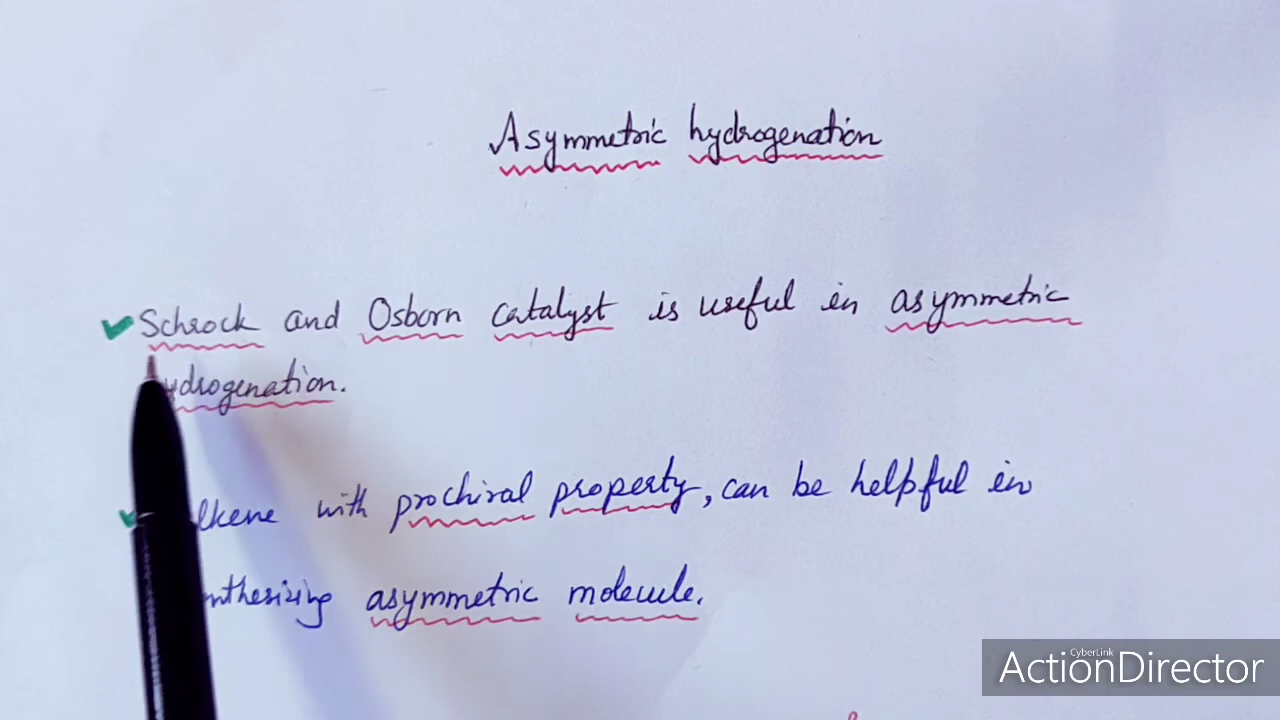 Asymmetric hydrogenation
Schrock and Osborn catalyst is useful in asymmetric
ydrogenation.
lkene with prochiral property, can be helpful in
nthesizing asymmetric molecule.
CyberLink
ActionDirector